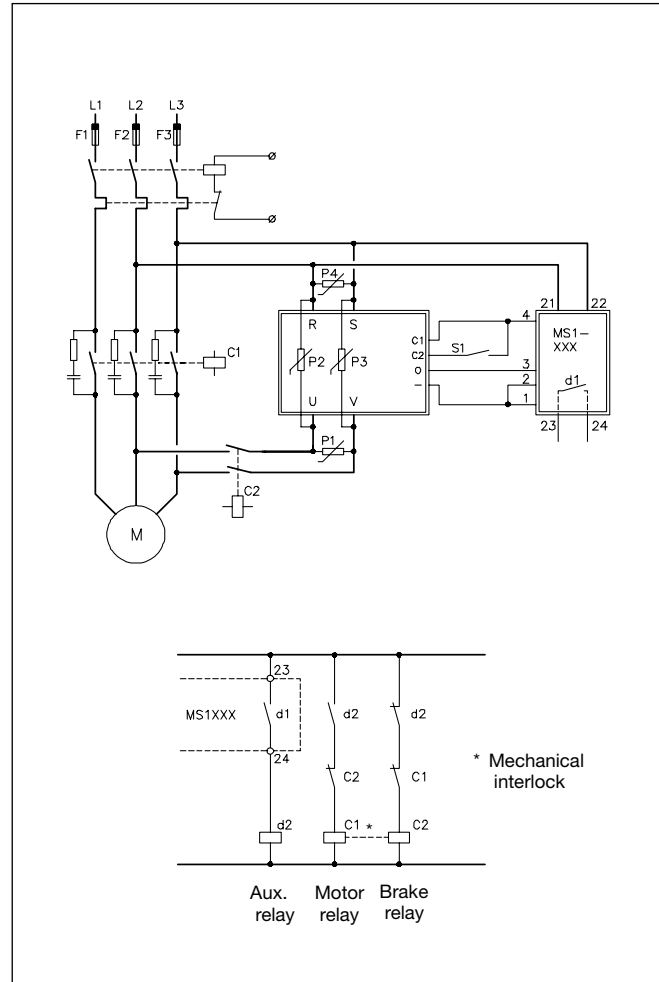 L1 L2 L3
F1 F2 F3
P4
R S
21 22
C1
4
MS1-
XXX
C2
S1
C1
P2 P3
O
3
2
d1
U V
–
1
23 24
P1
C2
M
23
MS1XXX
d1
d2
d2
24
C2
C1
* Mechanical
interlock
d2
C1 *
C2
Aux.
relay
Motor
relay
Brake
relay